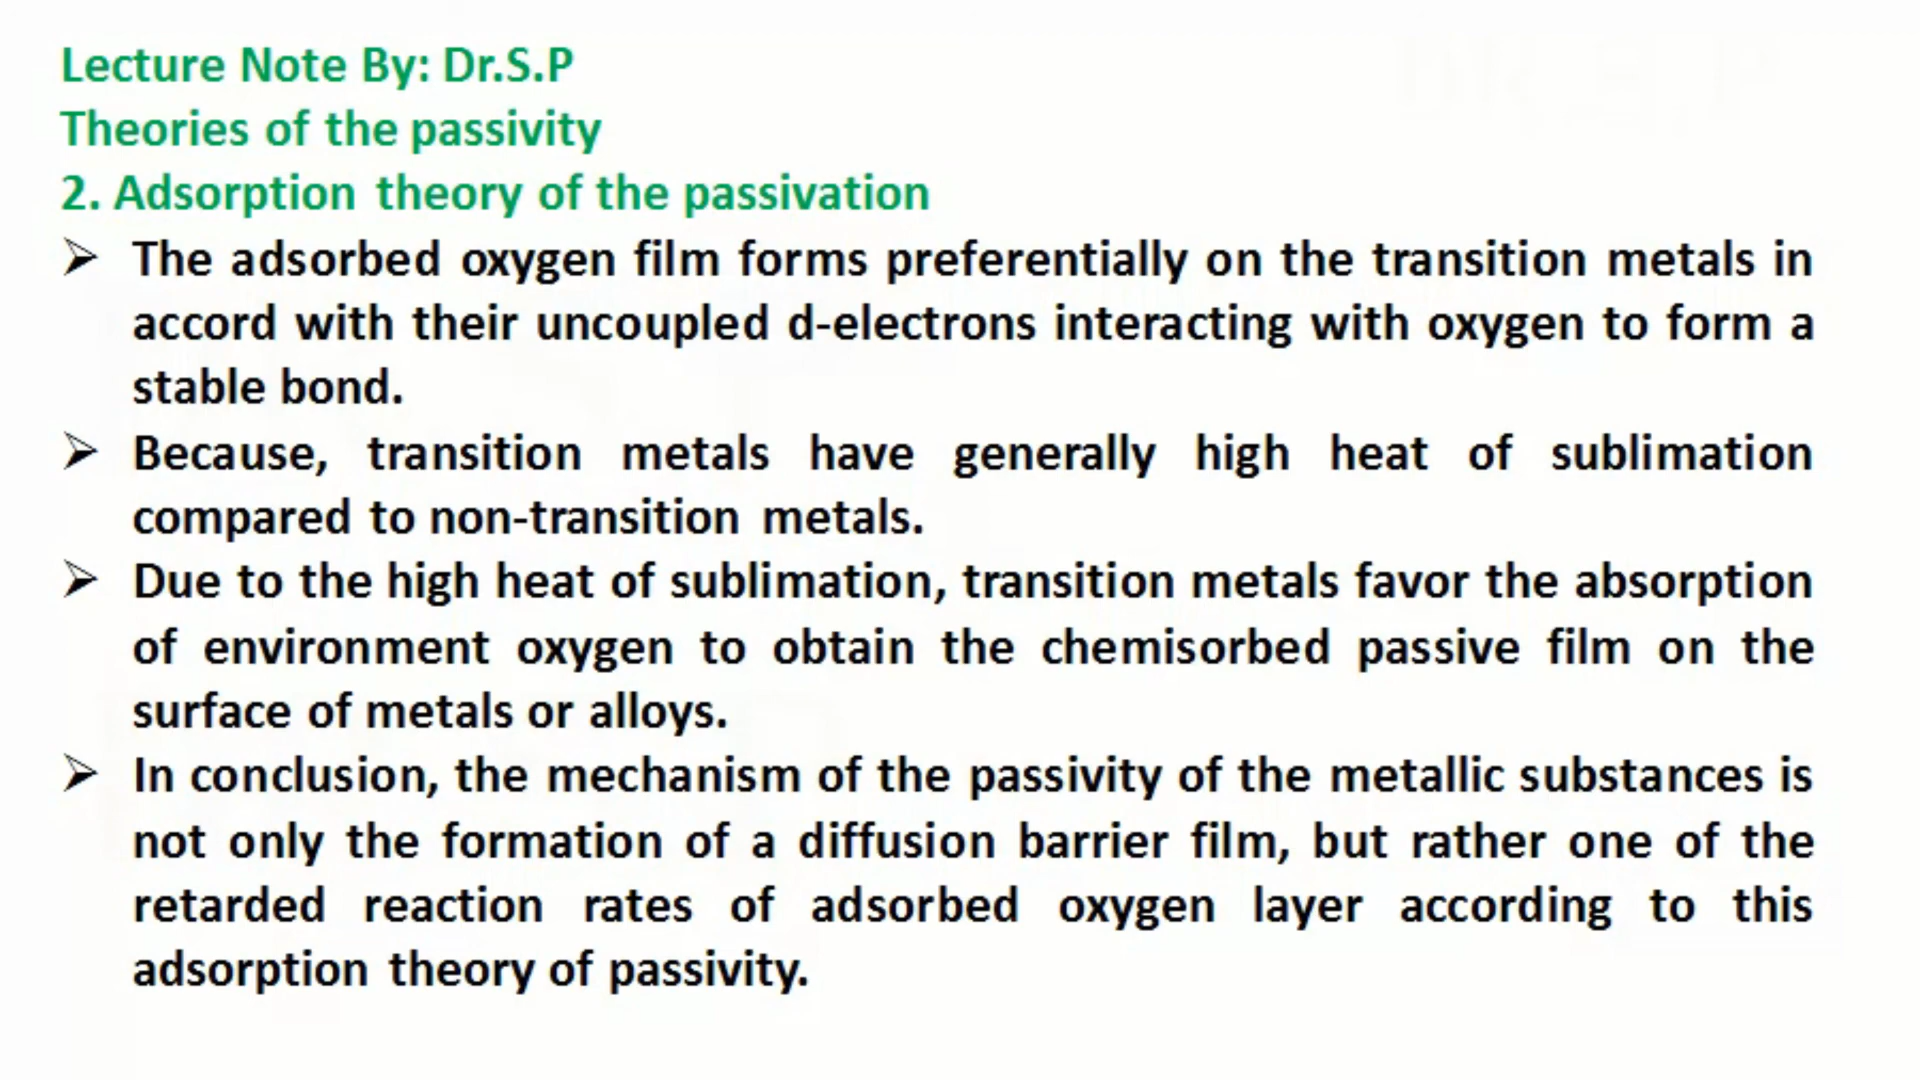 Lecture Note By: Dr.S.P
Theories of the passivity
2. Adsorption theory of the passivation
➢ The adsorbed oxygen film forms preferentially on the transition metals in
accord with their uncoupled d-electrons interacting with oxygen to form a
stable bond.
➢ Because, transition metals have generally high heat of sublimation
compared to non-transition metals.
➢ Due to the high heat of sublimation, transition metals favor the absorption
of environment oxygen to obtain the chemisorbed passive film on the
surface of metals or alloys.
➢ In conclusion, the mechanism of the passivity of the metallic substances is
not only the formation of a diffusion barrier film, but rather one of the
retarded reaction rates of adsorbed oxygen layer according to this
adsorption theory of passivity.